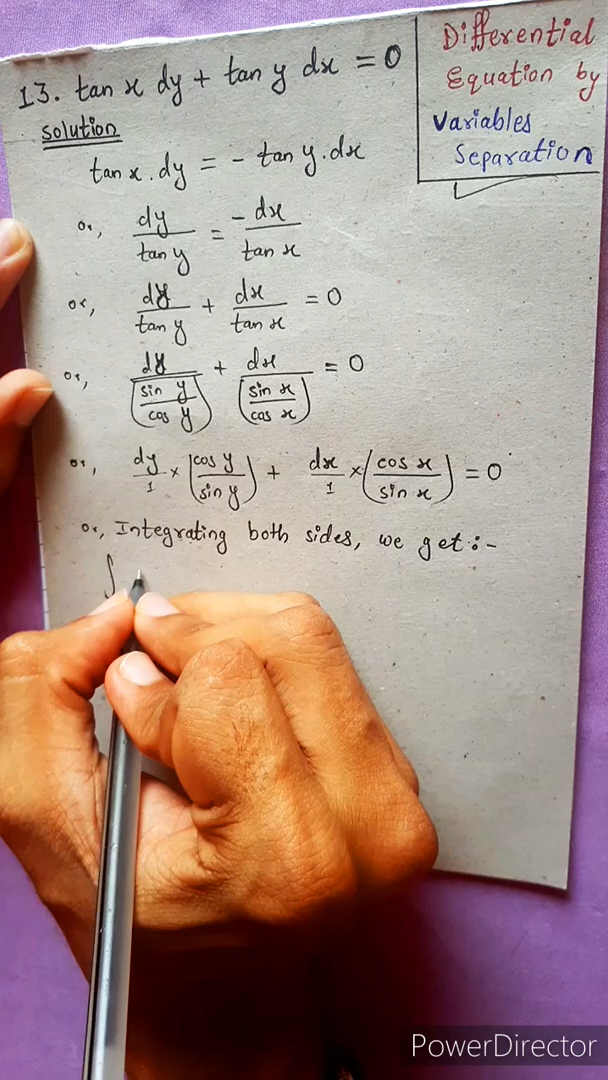 13. tan x dy + tan y dx = 0
Differential
Equation by
Variables
Separation
solution
tan x . dy = - tan y . dx
or, dy/tan y = -dx/tan x
or, dy/tan y + dx/tan x = 0
or, dy/(sin y/cos y) + dx/(sin x/cos x) = 0
or, dy/1 × (cos y/sin y) + dx/1 × (cos x/sin x) = 0
or, Integrating both sides, we get :-
∫
PowerDirector